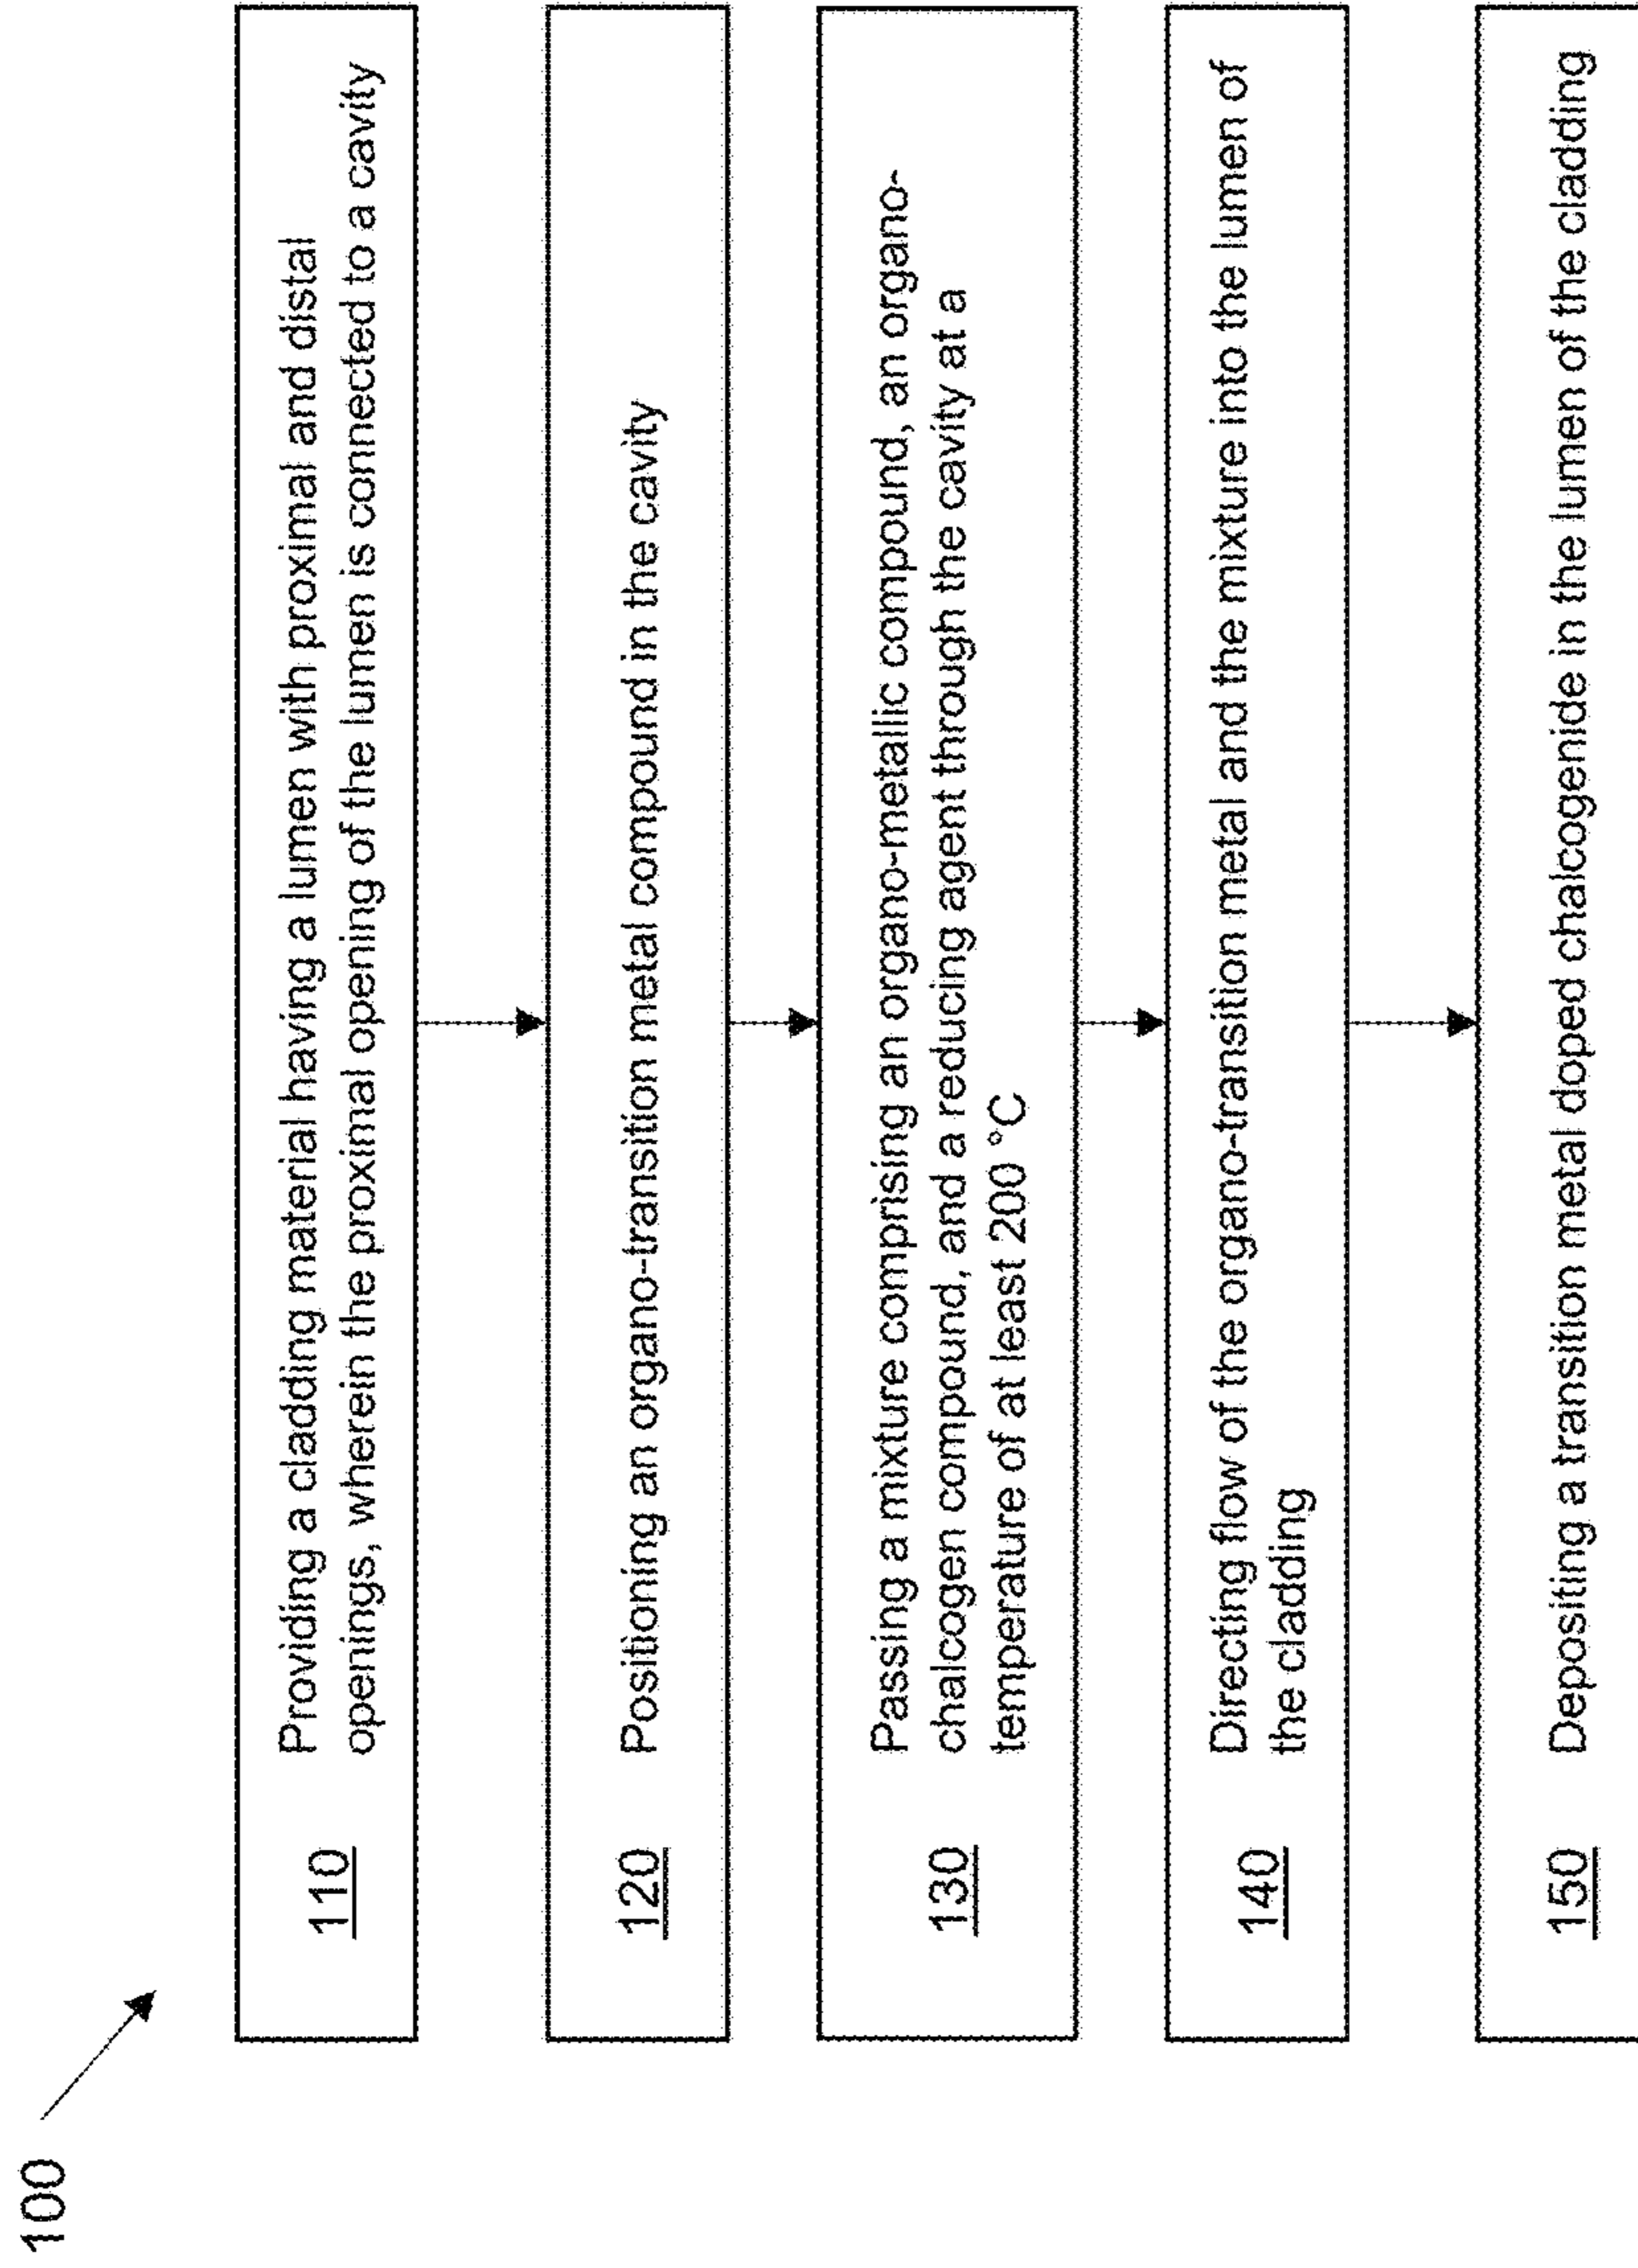 100
110
Providing a cladding material having a lumen with proximal and distal
openings, wherein the proximal opening of the lumen is connected to a cavity
120
Positioning an organo-transition metal compound in the cavity
130
Passing a mixture comprising an organo-metallic compound, an organo-
chalcogen compound, and a reducing agent through the cavity at a
temperature of at least 200 °C
140
Directing flow of the organo-transition metal and the mixture into the lumen of
the cladding
150
Depositing a transition metal doped chalcogenide in the lumen of the cladding